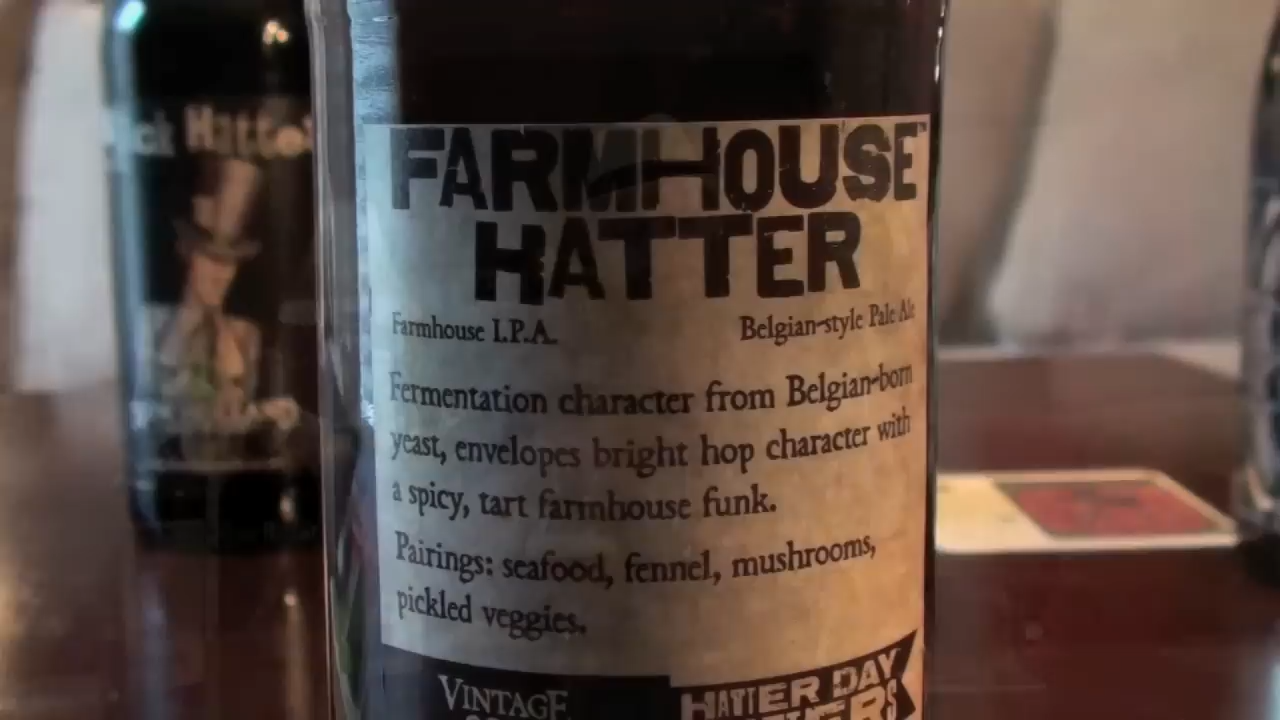 FARMHOUSE™
HATTER
Farmhouse I.P.A. Belgian-style Pale Ale
Fermentation character from Belgian-born
yeast, envelopes bright hop character with
a spicy, tart farmhouse funk.
Pairings: seafood, fennel, mushrooms,
pickled veggies.
VINTAGE HATTER DAY